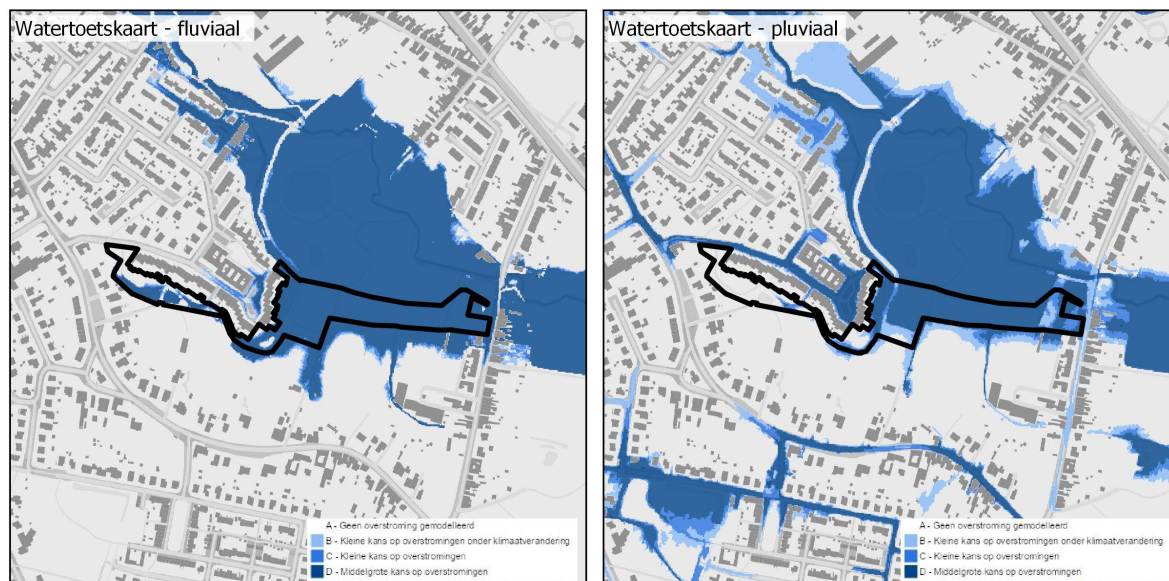 Watertoetskaart - fluviaal
A - Geen overstroming gemodelleerd
B - Kleine kans op overstromingen onder klimaatverandering
C - Kleine kans op overstromingen
D - Middelgrote kans op overstromingen
Watertoetskaart - pluviaal
A - Geen overstroming gemodelleerd
B - Kleine kans op overstromingen onder klimaatverandering
C - Kleine kans op overstromingen
D - Middelgrote kans op overstromingen